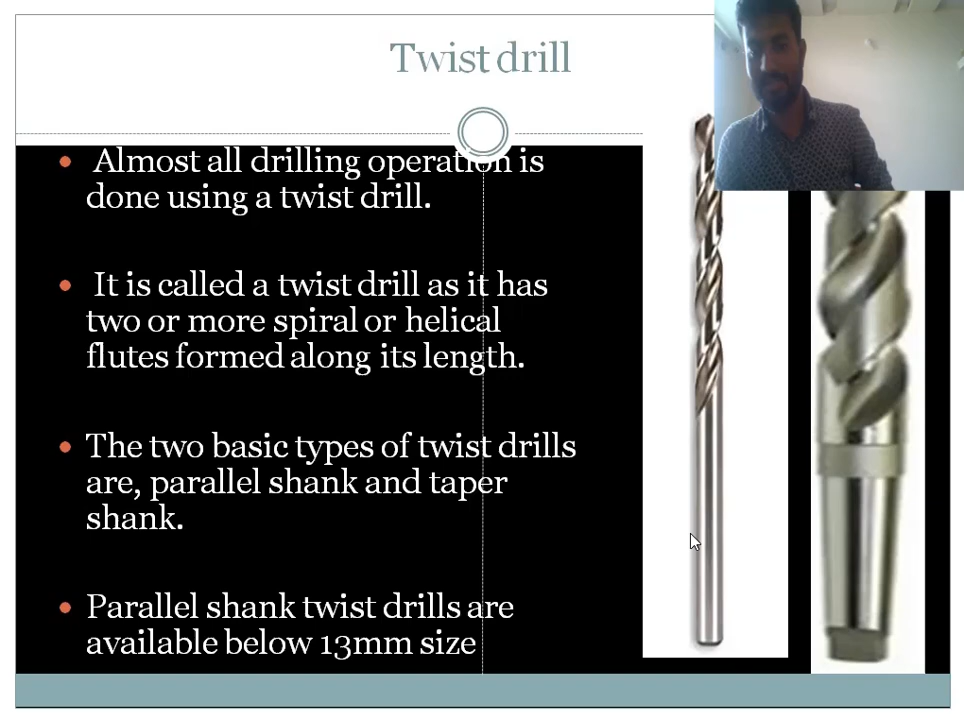 Twist drill
Almost all drilling operation is
done using a twist drill.
It is called a twist drill as it has
two or more spiral or helical
flutes formed along its length.
The two basic types of twist drills
are, parallel shank and taper
shank.
Parallel shank twist drills are
available below 13mm size